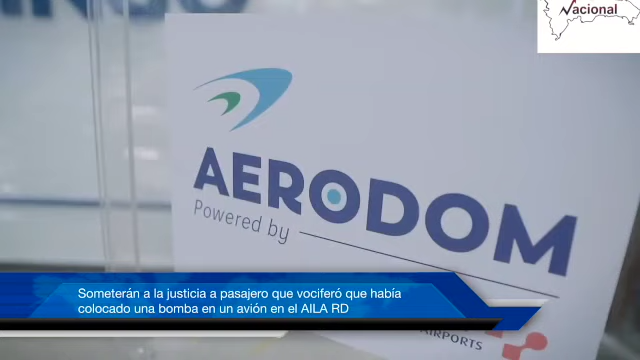 Nacional
AERODOM
Powered by
Someterán a la justicia a pasajero que vociferó que había
colocado una bomba en un avión en el AILA RD
AIRPORTS